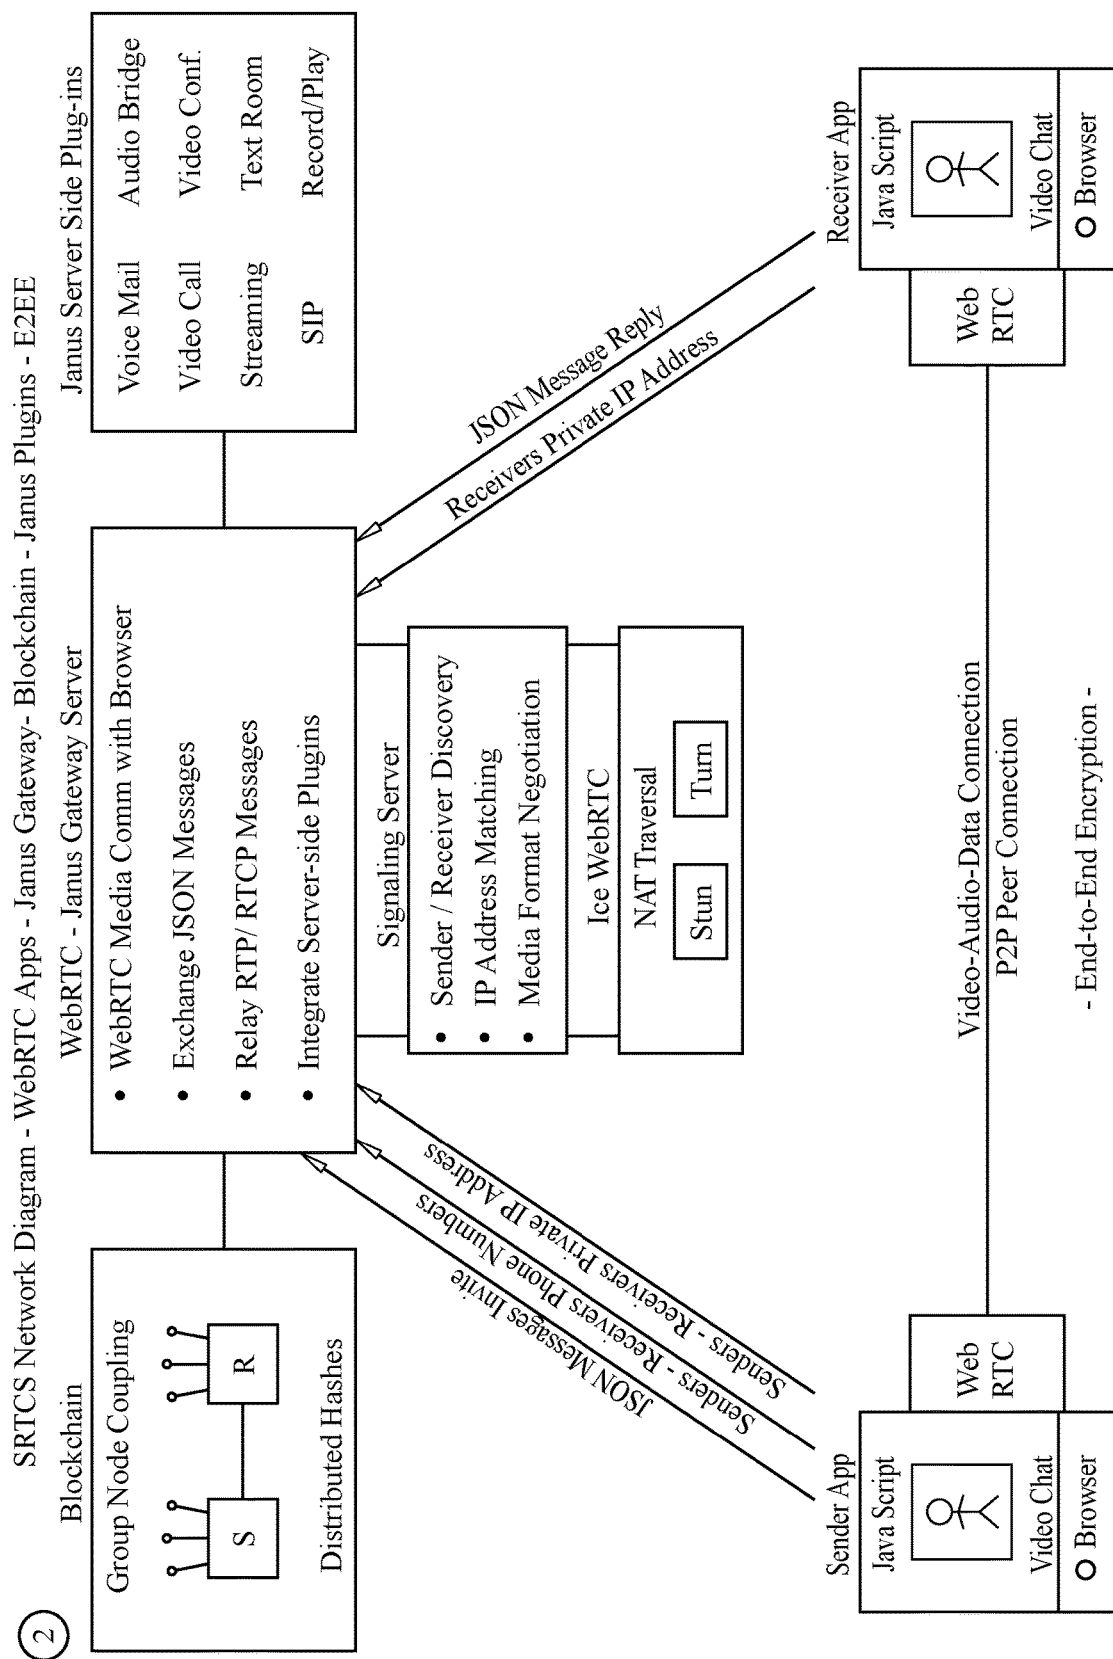 2
SRTCS Network Diagram - WebRTC Apps - Janus Gateway- Blockchain - Janus Plugins - E2EE
Blockchain
Group Node Coupling
S
R
Distributed Hashes
WebRTC - Janus Gateway Server
• WebRTC Media Comm with Browser
• Exchange JSON Messages
• Relay RTP/ RTCP Messages
• Integrate Server-side Plugins
Janus Server Side Plug-ins
Voice Mail Audio Bridge
Video Call Video Conf.
Streaming Text Room
SIP Record/Play
Signaling Server
• Sender / Receiver Discovery
• IP Address Matching
• Media Format Negotiation
Ice WebRTC
NAT Traversal
Stun
Turn
JSON Messages Invite
Senders - Receivers Phone Numbers
Senders - Receivers Private IP Address
JSON Message Reply
Receivers Private IP Address
Sender App
Java Script
Video Chat
Browser
Web
RTC
Video-Audio-Data Connection
P2P Peer Connection
- End-to-End Encryption -
Web
RTC
Receiver App
Java Script
Video Chat
Browser